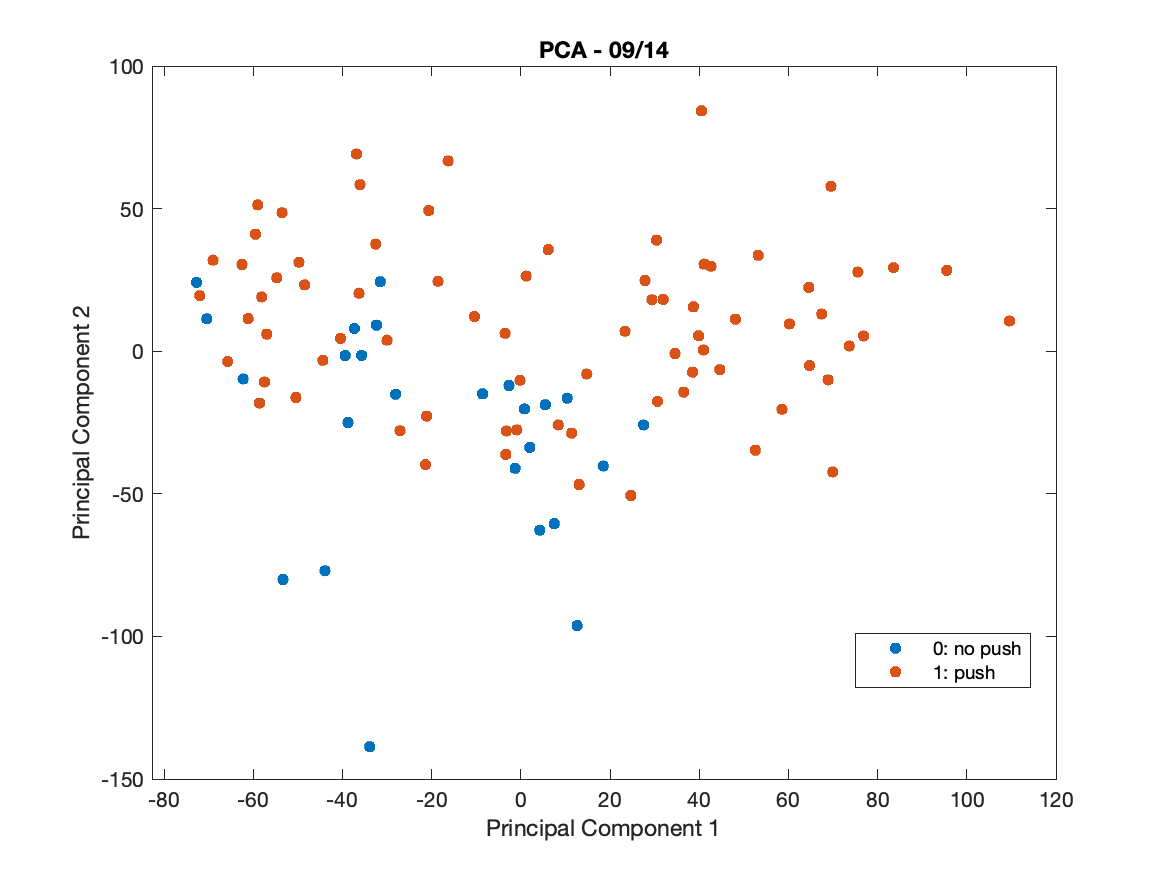 PCA - 09/14
100
50
0
-50
-100
-150
Principal Component 2
0: no push
1: push
-80 -60 -40 -20 0 20 40 60 80 100 120
Principal Component 1